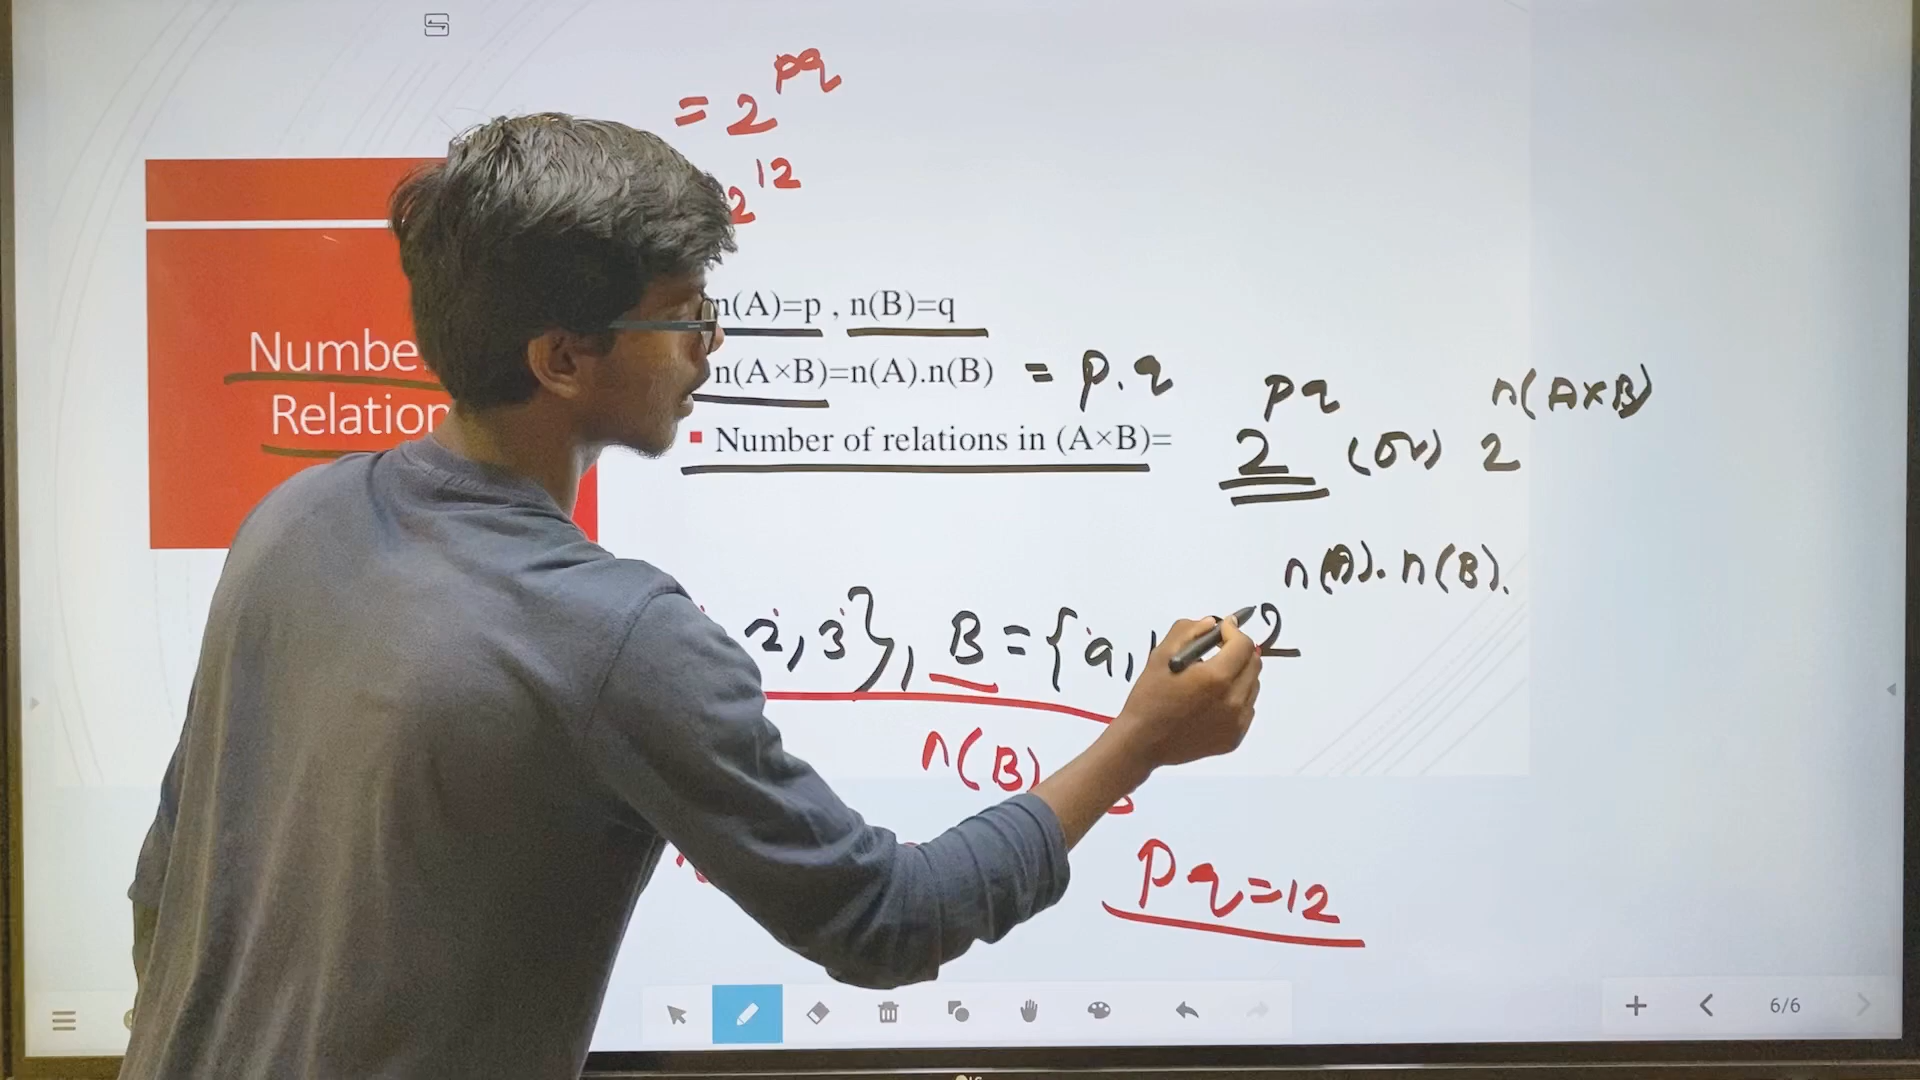 = 2^pq
2^12
n(A)=p , n(B)=q
n(A×B)=n(A).n(B) = p.q
Number of relations in (A×B)= 2^pq (or) 2^n(A×B)
2^n(A).n(B).
2, 3}, B = {a,
n(B)
pq=12
Relation
6/6